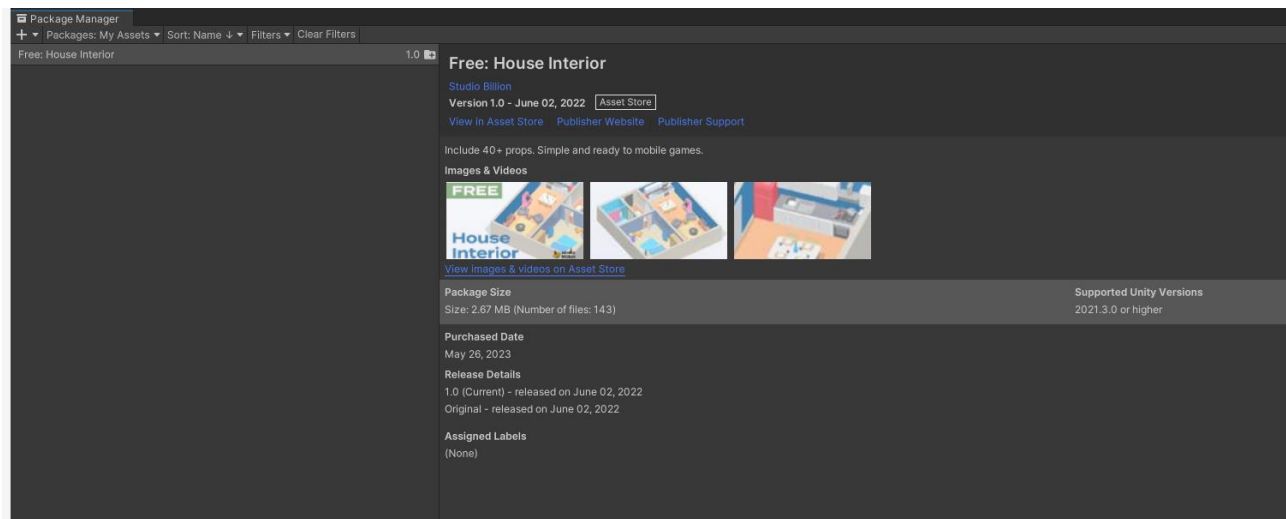 Package Manager
+ Packages: My Assets Sort: Name ↓ Filters Clear Filters
Free: House Interior 1.0
Free: House Interior
Studio Billion
Version 1.0 - June 02, 2022 Asset Store
View in Asset Store Publisher Website Publisher Support
Include 40+ props. Simple and ready to mobile games.
Images & Videos
FREE
House
Interior
View images & videos on Asset Store
Package Size Supported Unity Versions
Size: 2.67 MB (Number of files: 143) 2021.3.0 or higher
Purchased Date
May 26, 2023
Release Details
1.0 (Current) - released on June 02, 2022
Original - released on June 02, 2022
Assigned Labels
(None)